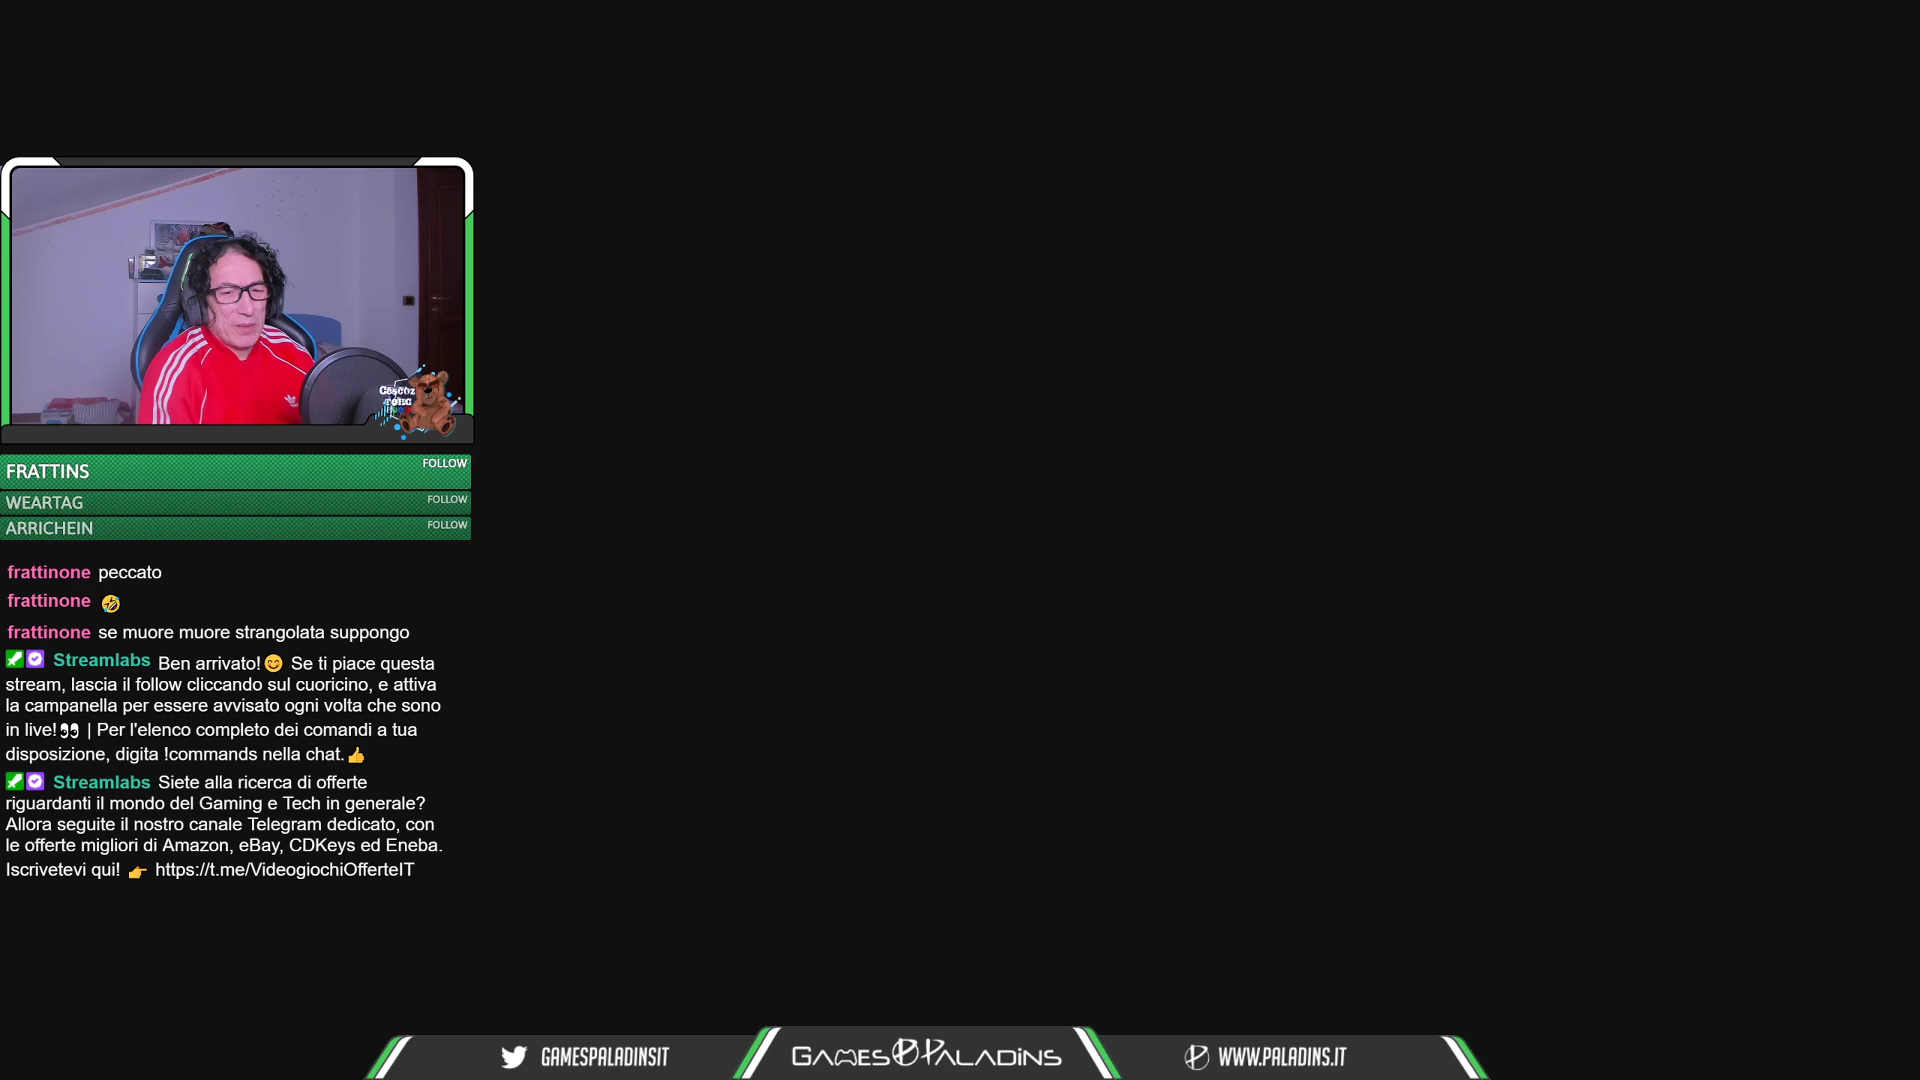 Coscoz
rolla
FRATTINS FOLLOW
WEARTAG FOLLOW
ARRICHEIN FOLLOW
frattinone peccato
frattinone 🤣
frattinone se muore muore strangolata suppongo
Streamlabs Ben arrivato!😊 Se ti piace questa
stream, lascia il follow cliccando sul cuoricino, e attiva
la campanella per essere avvisato ogni volta che sono
in live!👀 | Per l'elenco completo dei comandi a tua
disposizione, digita !commands nella chat.👍
Streamlabs Siete alla ricerca di offerte
riguardanti il mondo del Gaming e Tech in generale?
Allora seguite il nostro canale Telegram dedicato, con
le offerte migliori di Amazon, eBay, CDKeys ed Eneba.
Iscrivetevi qui! 👉 https://t.me/VideogiochiOfferteIT
GAMESPALADINSIT
GAMES PALADINS
WWW.PALADINS.IT